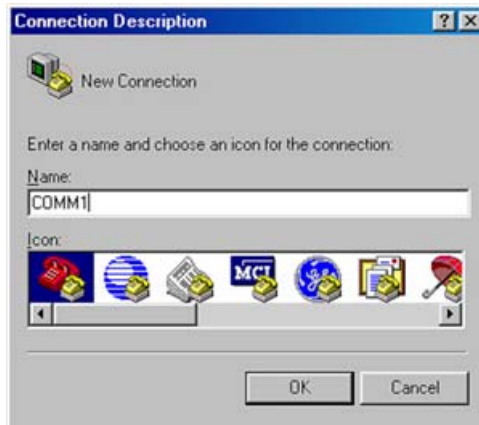 Connection Description
New Connection
Enter a name and choose an icon for the connection:
Name:
COMM1
Icon:
MCI
OK
Cancel